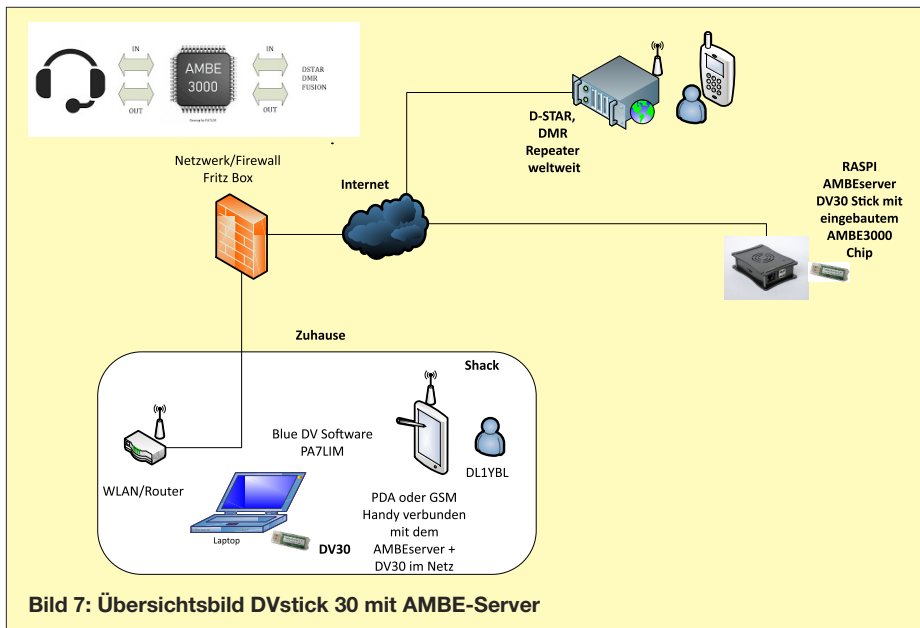 IN
IN
AMBE
3000
DSTAR
DMR
FUSION
OUT
OUT
D-STAR,
DMR
Repeater
weltweit
Netzwerk/Firewall
Fritz Box
Internet
RASPI
AMBEserver
DV30 Stick mit
eingebautem
AMBE3000
Chip
Zuhause
Shack
Blue DV Software
PA7LIM
DL1YBL
WLAN/Router
Laptop
DV30
PDA oder GSM
Handy verbunden
mit dem
AMBEserver +
DV30 im Netz
Bild 7: Übersichtsbild DVstick 30 mit AMBE-Server